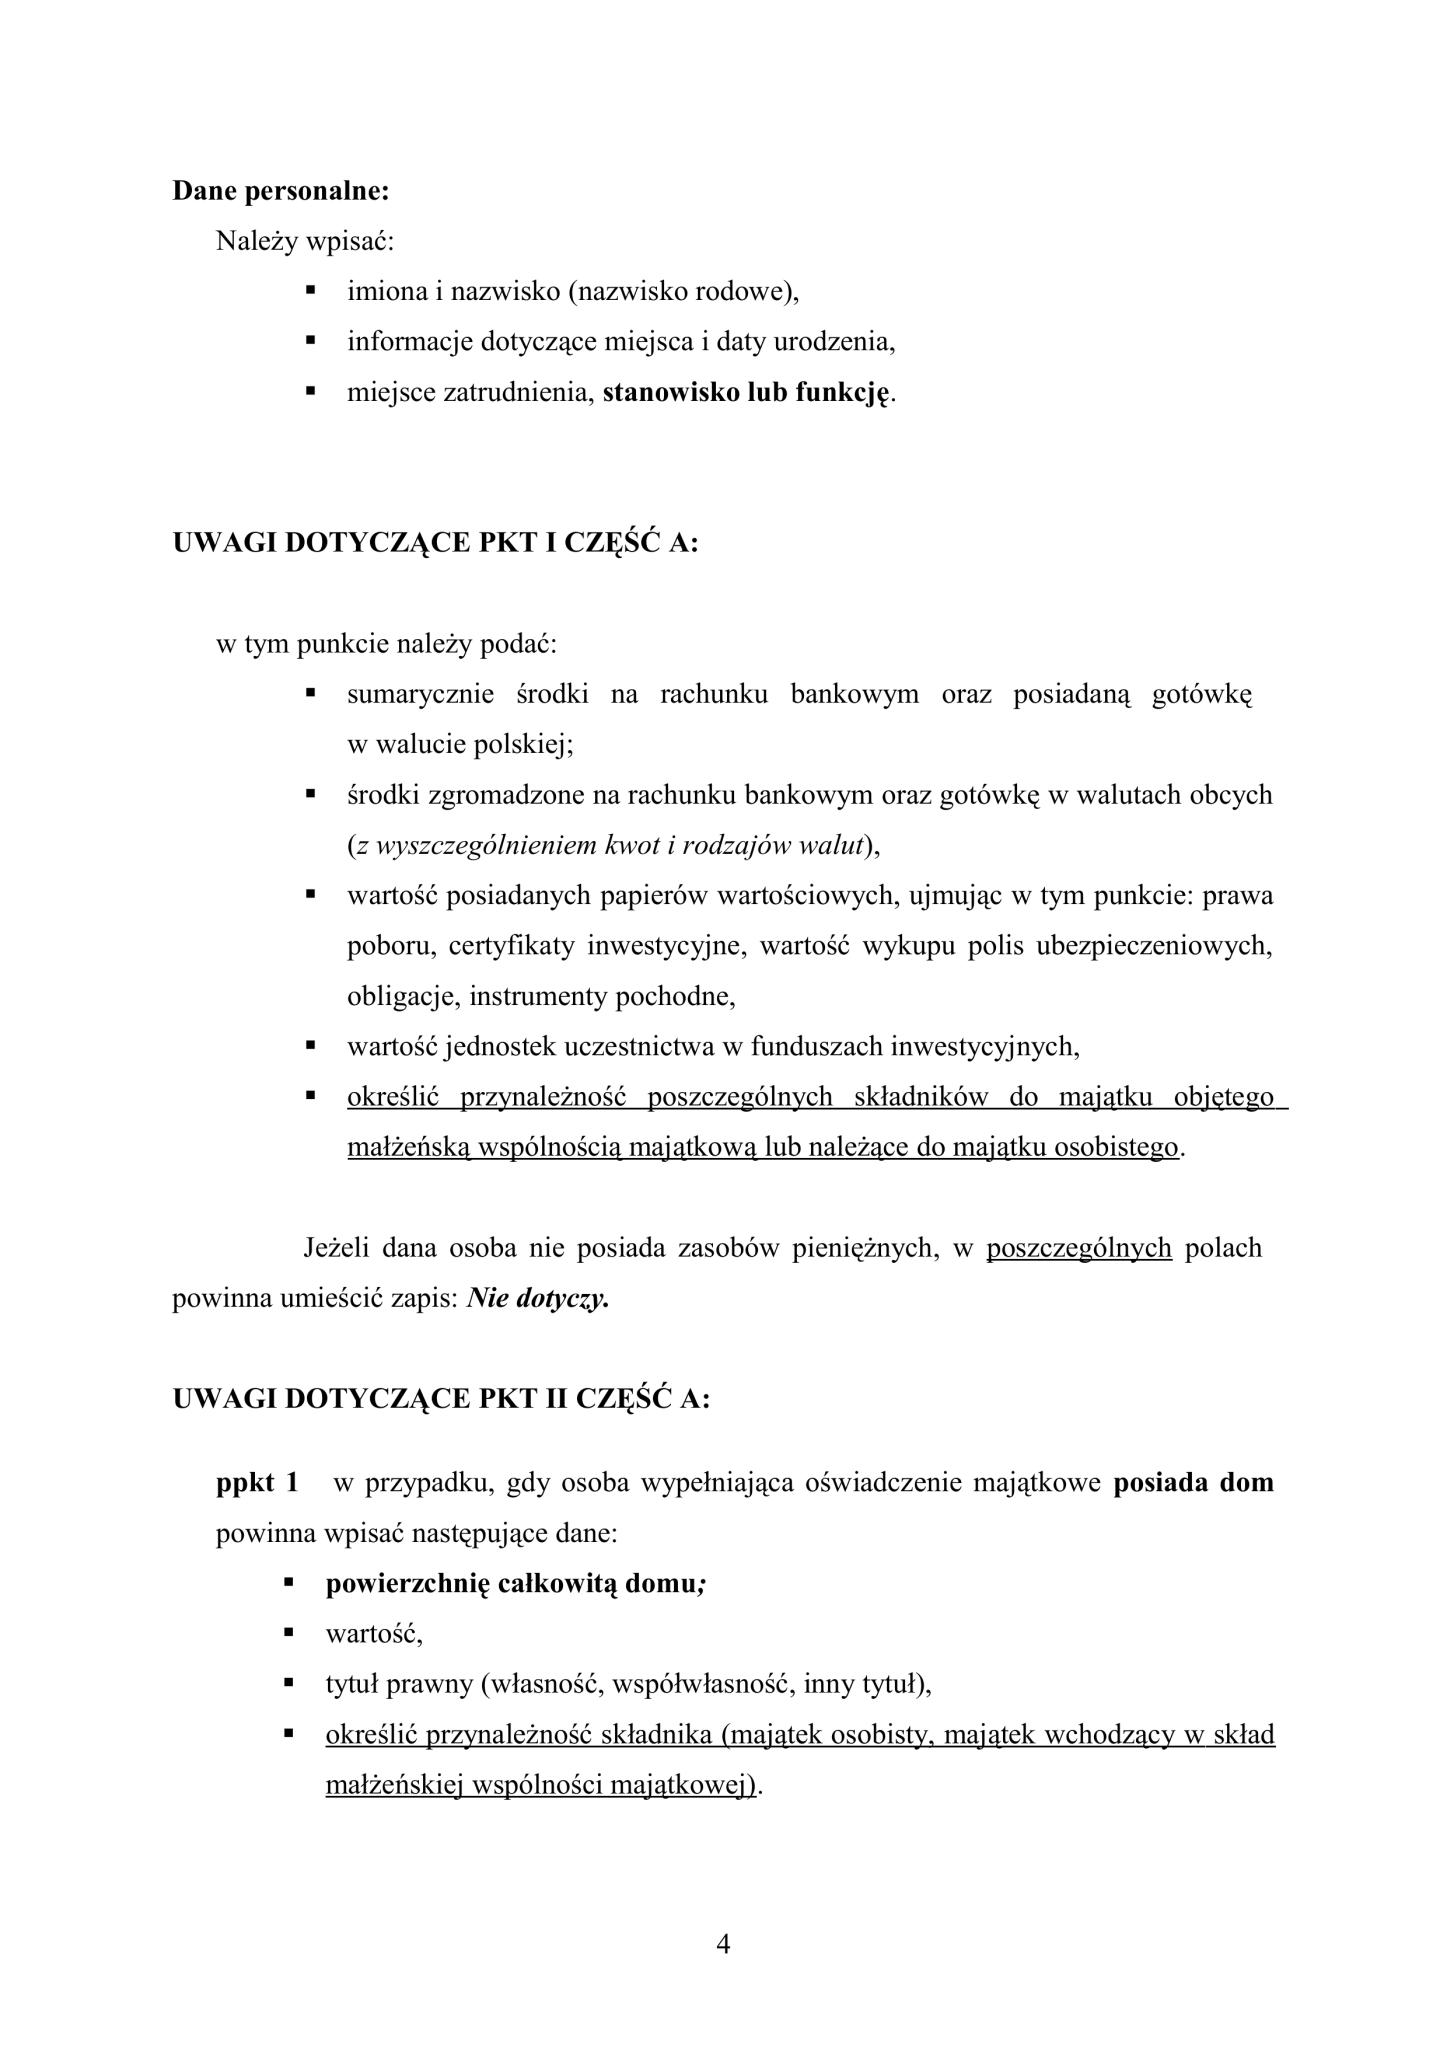 Dane personalne:
Należy wpisać:
▪ imiona i nazwisko (nazwisko rodowe),
▪ informacje dotyczące miejsca i daty urodzenia,
▪ miejsce zatrudnienia, stanowisko lub funkcję.
UWAGI DOTYCZĄCE PKT I CZĘŚĆ A:
w tym punkcie należy podać:
▪ sumarycznie środki na rachunku bankowym oraz posiadaną gotówkę
w walucie polskiej;
▪ środki zgromadzone na rachunku bankowym oraz gotówkę w walutach obcych
(z wyszczególnieniem kwot i rodzajów walut),
▪ wartość posiadanych papierów wartościowych, ujmując w tym punkcie: prawa
poboru, certyfikaty inwestycyjne, wartość wykupu polis ubezpieczeniowych,
obligacje, instrumenty pochodne,
▪ wartość jednostek uczestnictwa w funduszach inwestycyjnych,
▪ określić przynależność poszczególnych składników do majątku objętego
małżeńską wspólnością majątkową lub należące do majątku osobistego.
Jeżeli dana osoba nie posiada zasobów pieniężnych, w poszczególnych polach
powinna umieścić zapis: Nie dotyczy.
UWAGI DOTYCZĄCE PKT II CZĘŚĆ A:
ppkt 1 w przypadku, gdy osoba wypełniająca oświadczenie majątkowe posiada dom
powinna wpisać następujące dane:
▪ powierzchnię całkowitą domu;
▪ wartość,
▪ tytuł prawny (własność, współwłasność, inny tytuł),
▪ określić przynależność składnika (majątek osobisty, majątek wchodzący w skład
małżeńskiej wspólności majątkowej).
4